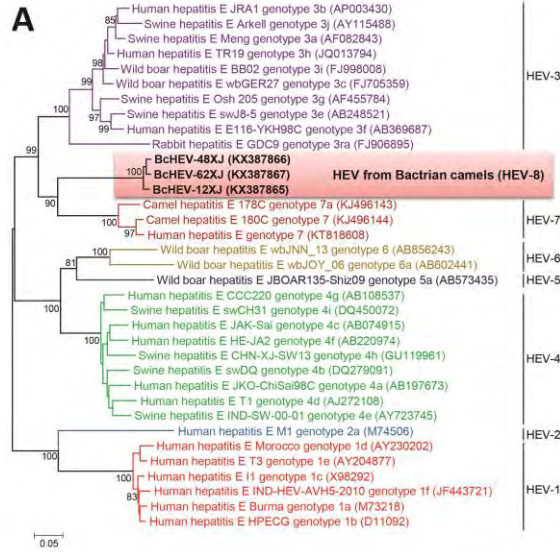 A
Human hepatitis E JRA1 genotype 3b (AP003430)
Swine hepatitis E Arkell genotype 3j (AY115488)
Swine hepatitis E Meng genotype 3a (AF082843)
Human hepatitis E TR19 genotype 3h (JQ013794)
Wild boar hepatitis E BB02 genotype 3i (FJ998008)
Wild boar hepatitis E wbGER27 genotype 3c (FJ705359)
Swine hepatitis E Osh 205 genotype 3g (AF455784)
Swine hepatitis E swJ8-5 genotype 3e (AB248521)
Human hepatitis E E116-YKH98C genotype 3f (AB369687)
Rabbit hepatitis E GDC9 genotype 3ra (FJ906895)
HEV-3
BcHEV-48XJ (KX387866)
BcHEV-62XJ (KX387867)
BcHEV-12XJ (KX387865)
HEV from Bactrian camels (HEV-8)
Camel hepatitis E 178C genotype 7a (KJ496143)
Camel hepatitis E 180C genotype 7 (KJ496144)
Human hepatitis E genotype 7 (KT818608)
HEV-7
Wild boar hepatitis E wbJNN_13 genotype 6 (AB856243)
Wild boar hepatitis E wbJOY_06 genotype 6a (AB602441)
HEV-6
Wild boar hepatitis E JBOAR135-Shiz09 genotype 5a (AB573435)
HEV-5
Human hepatitis E CCC220 genotype 4g (AB108537)
Swine hepatitis E swCH31 genotype 4i (DQ450072)
Human hepatitis E JAK-Sai genotype 4c (AB074915)
Human hepatitis E HE-JA2 genotype 4f (AB220974)
Swine hepatitis E CHN-XJ-SW13 genotype 4h (GU119961)
Swine hepatitis E swDQ genotype 4b (DQ279091)
Human hepatitis E JKO-ChiSai98C genotype 4a (AB197673)
Human hepatitis E T1 genotype 4d (AJ272108)
Swine hepatitis E IND-SW-00-01 genotype 4e (AY723745)
HEV-4
Human hepatitis E M1 genotype 2a (M74506)
HEV-2
Human hepatitis E Morocco genotype 1d (AY230202)
Human hepatitis E T3 genotype 1e (AY204877)
Human hepatitis E I1 genotype 1c (X98292)
Human hepatitis E IND-HEV-AVH5-2010 genotype 1f (JF443721)
Human hepatitis E Burma genotype 1a (M73218)
Human hepatitis E HPECG genotype 1b (D11092)
HEV-1
85
98
100
99
97
99
100
99
100
90
100
97
100
81
100
100
100
83
0.05